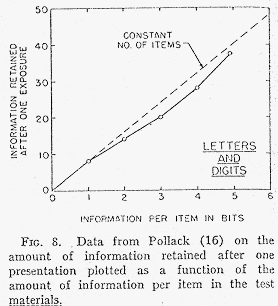 50
40
30
20
10
0
INFORMATION RETAINED
AFTER ONE EXPOSURE
CONSTANT
NO. OF ITEMS
LETTERS
AND
DIGITS
0 1 2 3 4 5 6
INFORMATION PER ITEM IN BITS
FIG. 8. Data from Pollack (16) on the
amount of information retained after one
presentation plotted as a function of the
amount of information per item in the test
materials.